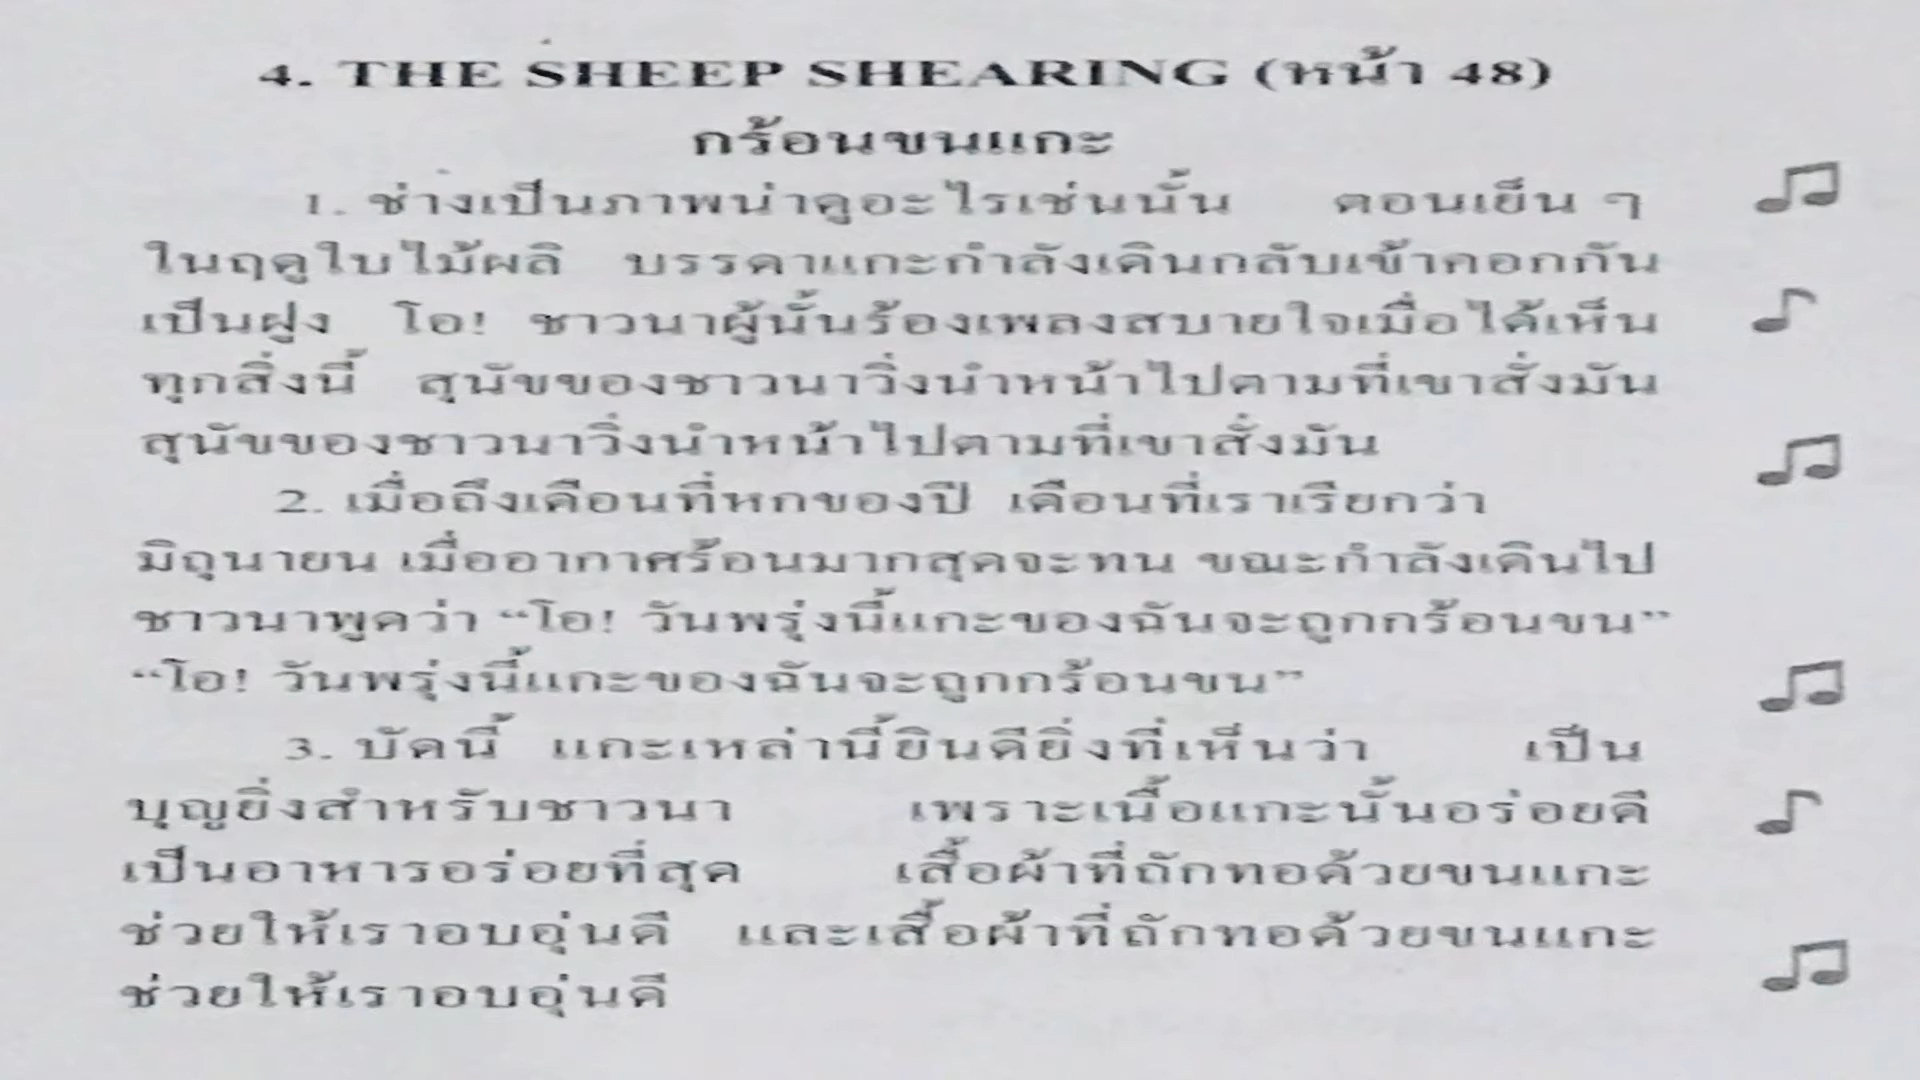 4. THE SHEEP SHEARING (หน้า 48)
กร้อนขนแกะ
1. ช่างเป็นภาพน่าดูอะไรเช่นนั้น ตอนเย็น ๆ
ในฤดูใบไม้ผลิ บรรดาแกะกำลังเดินกลับเข้าคอกกัน
เป็นฝูง โอ! ชาวนาผู้นั้นร้องเพลงสบายใจเมื่อได้เห็น
ทุกสิ่งนี้ สุนัขของชาวนาวิ่งนำหน้าไปตามที่เขาสั่งมัน
สุนัขของชาวนาวิ่งนำหน้าไปตามที่เขาสั่งมัน
2. เมื่อถึงเดือนที่หกของปี เดือนที่เราเรียกว่า
มิถุนายน เมื่ออากาศร้อนมากสุดจะทน ขณะกำลังเดินไป
ชาวนาพูดว่า “โอ! วันพรุ่งนี้แกะของฉันจะถูกกร้อนขน”
“โอ! วันพรุ่งนี้แกะของฉันจะถูกกร้อนขน”
3. บัดนี้ แกะเหล่านี้ยินดียิ่งที่เห็นว่า เป็น
บุญยิ่งสำหรับชาวนา เพราะเนื้อแกะนั้นอร่อยดี
เป็นอาหารอร่อยที่สุด เสื้อผ้าที่ถักทอด้วยขนแกะ
ช่วยให้เราอบอุ่นดี และเสื้อผ้าที่ถักทอด้วยขนแกะ
ช่วยให้เราอบอุ่นดี